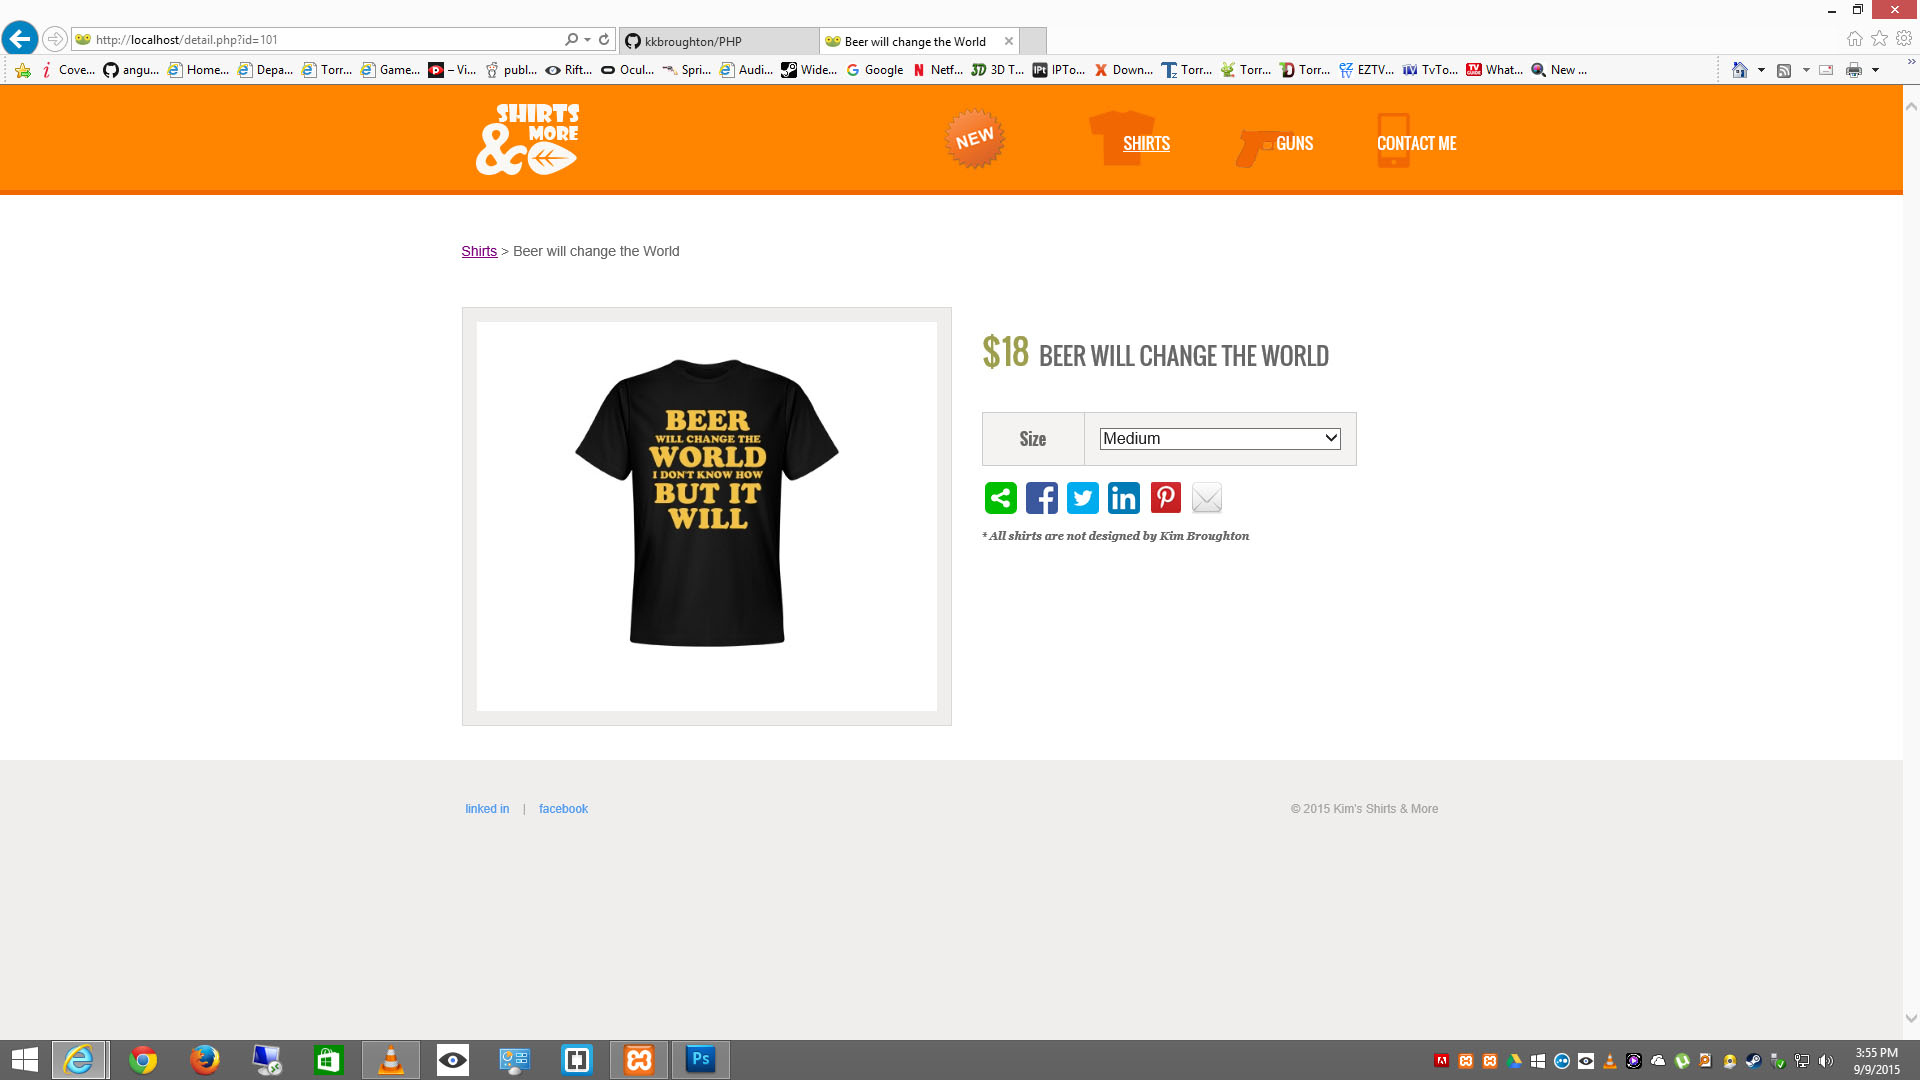 http://localhost/detail.php?id=101
kkbroughton/PHP
Beer will change the World
Cove... angu... Home... Depa... Torr... Game... – Vi... publ... Rift... Ocul... Spri... Audi... Wide... Google Netf... 3D T... IPTo... Down... Torr... Torr... Torr... EZTV... TvTo... What... New ...
SHIRTS
& MORE
NEW
SHIRTS
GUNS
CONTACT ME
Shirts > Beer will change the World
BEER
WILL CHANGE THE
WORLD
I DON'T KNOW HOW
BUT IT
WILL
$18 BEER WILL CHANGE THE WORLD
Size
Medium
* All shirts are not designed by Kim Broughton
linked in | facebook
© 2015 Kim's Shirts & More
Ps
3:55 PM
9/9/2015